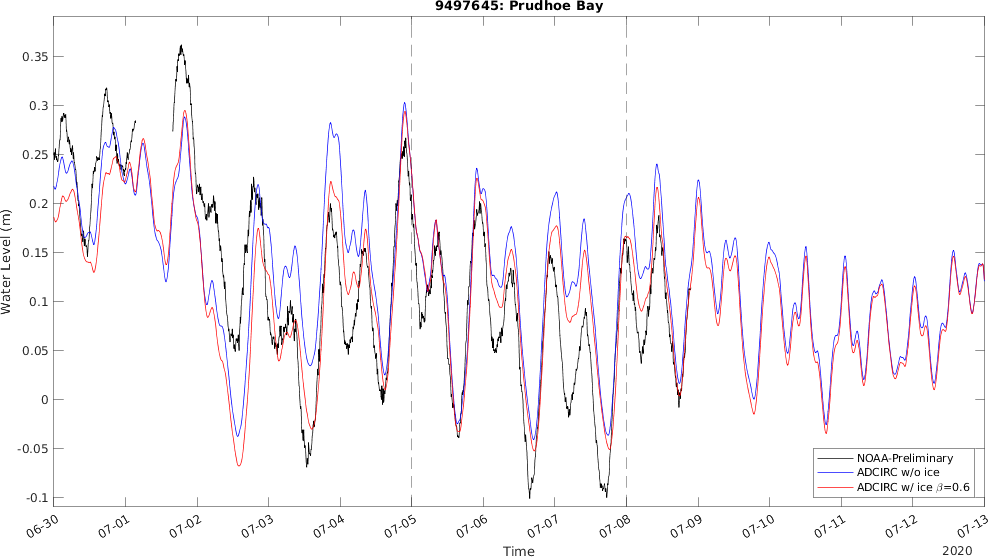 9497645: Prudhoe Bay
Water Level (m)
0.35
0.3
0.25
0.2
0.15
0.1
0.05
0
-0.05
-0.1
NOAA-Preliminary
ADCIRC w/o ice
ADCIRC w/ ice β=0.6
06-30 07-01 07-02 07-03 07-04 07-05 07-06 07-07 07-08 07-09 07-10 07-11 07-12 07-13
Time
2020